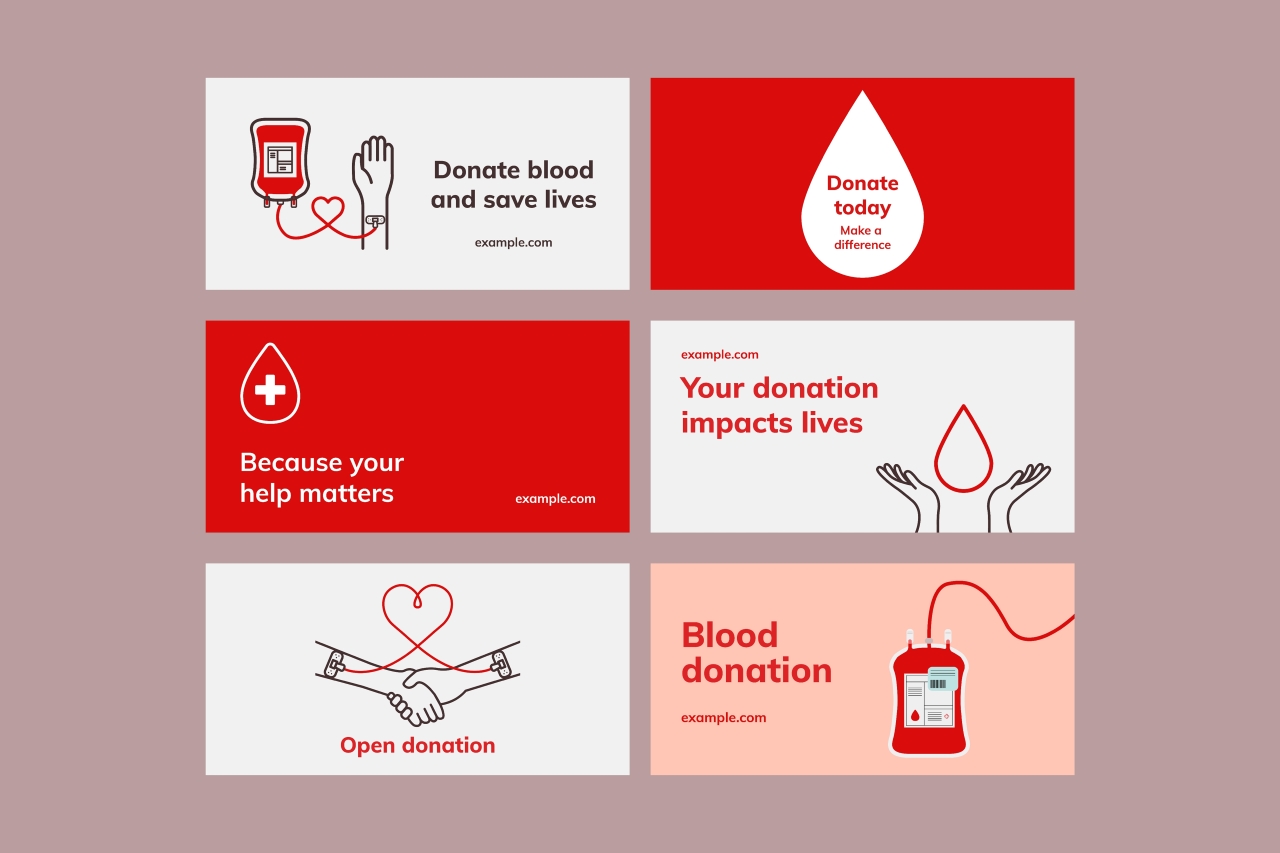 Donate blood
and save lives
example.com
Donate
today
Make a
difference
Because your
help matters
example.com
example.com
Your donation
impacts lives
Open donation
Blood
donation
example.com